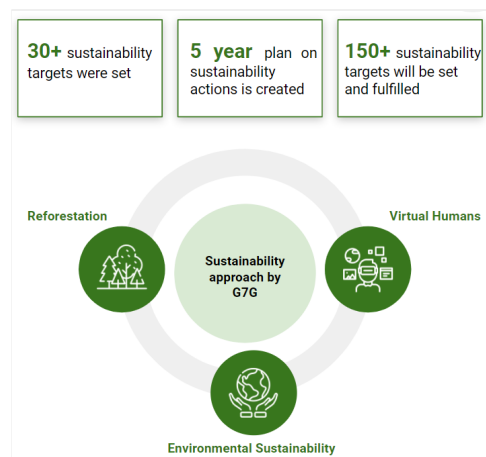 30+ sustainability
targets were set
5 year plan on
sustainability
actions is created
150+ sustainability
targets will be set
and fulfilled
Reforestation
Virtual Humans
Sustainability
approach by
G7G
Environmental Sustainability